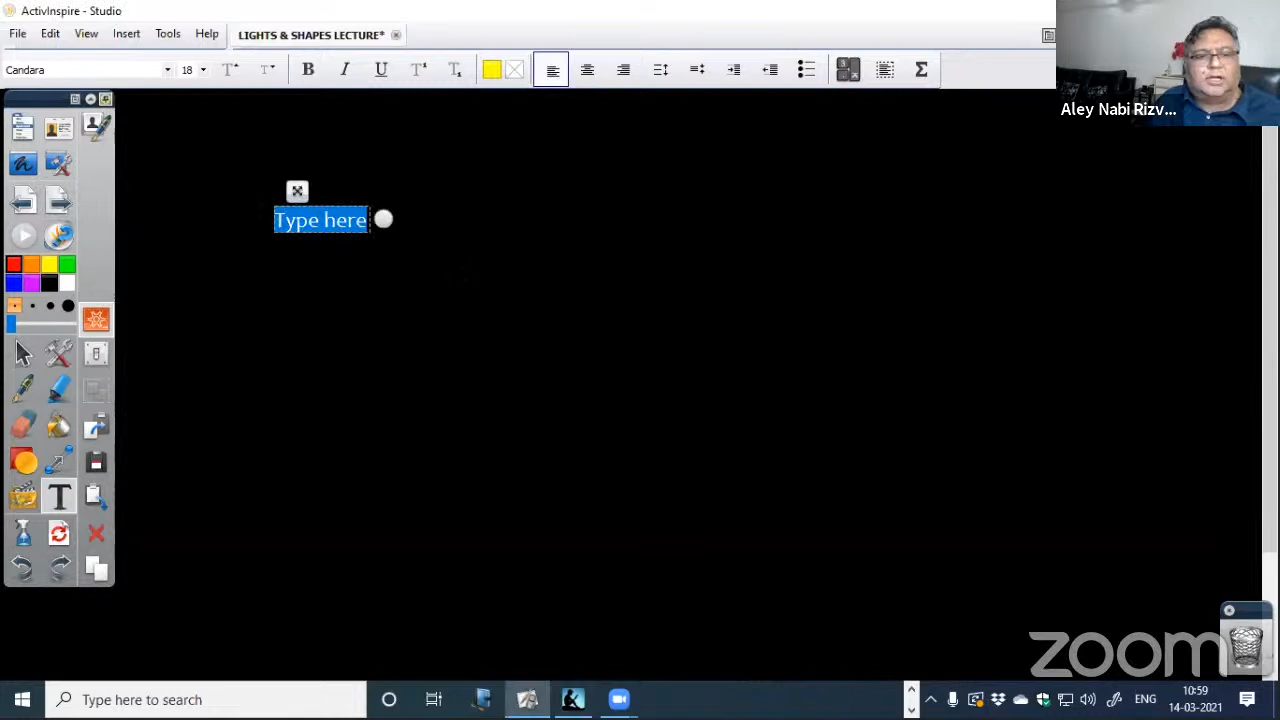 ActivInspire - Studio
File Edit View Insert Tools Help LIGHTS & SHAPES LECTURE*
Candara 18 B I U Σ
Aley Nabi Rizv...
Type here
T
zoom
Type here to search ENG 10:59
14-03-2021